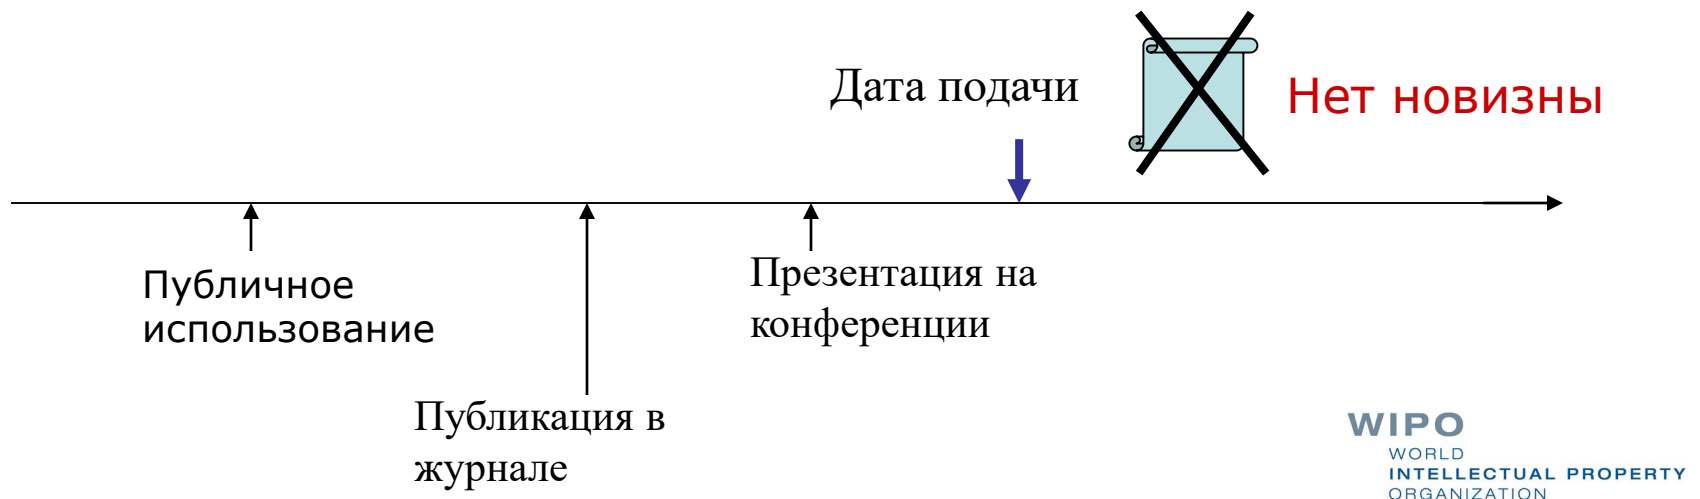 Дата подачи
Нет новизны
Публичное
использование
Презентация на
конференции
Публикация в
журнале
WIPO
WORLD
INTELLECTUAL PROPERTY
ORGANIZATION